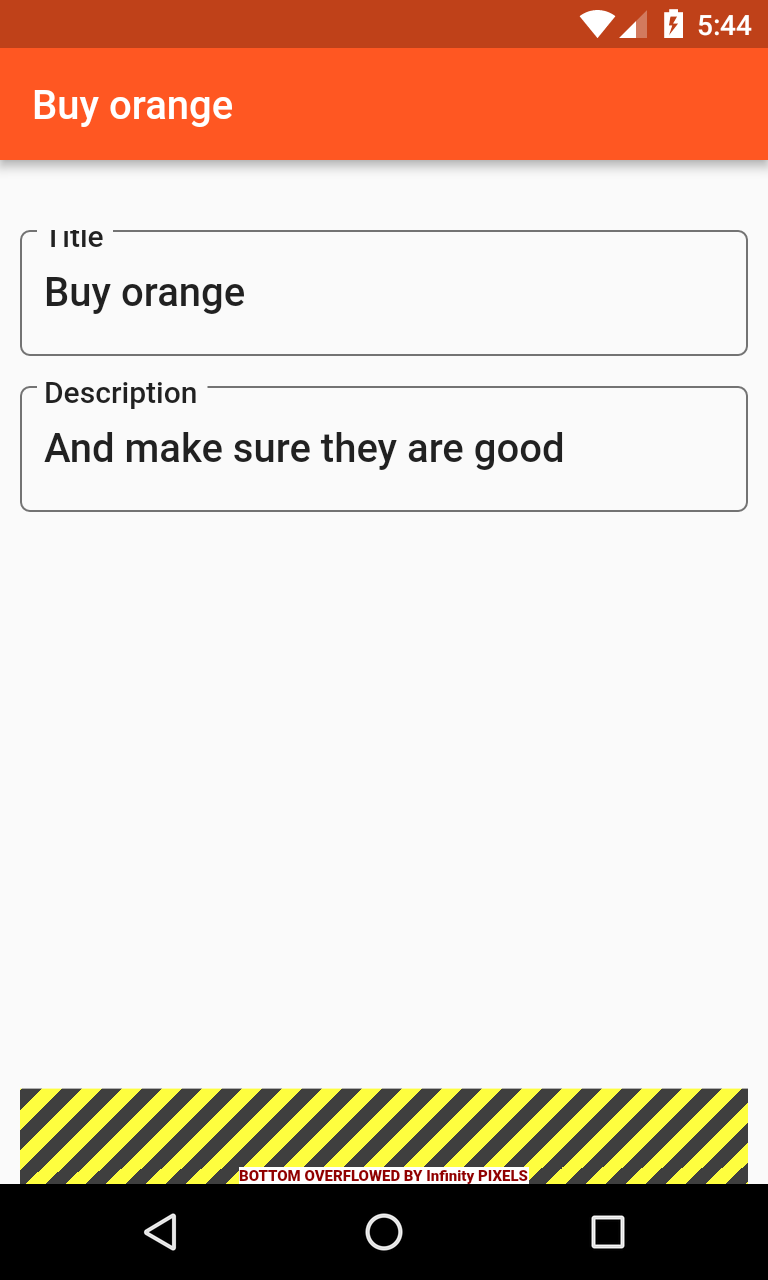 5:44
Buy orange
Title
Buy orange
Description
And make sure they are good
BOTTOM OVERFLOWED BY Infinity PIXELS